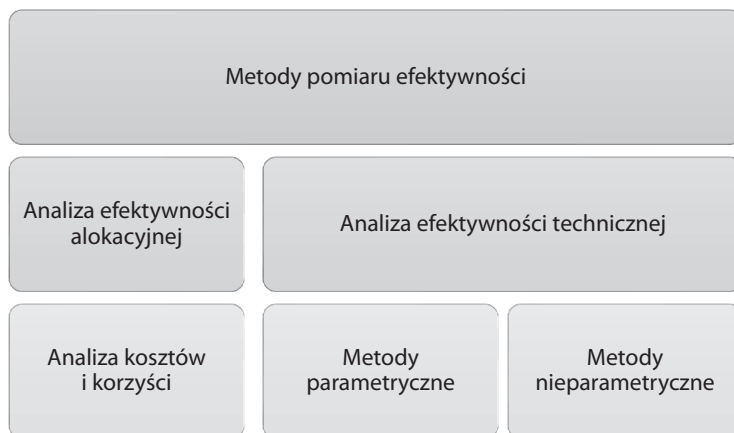 Metody pomiaru efektywności
Analiza efektywności
alokacyjnej
Analiza efektywności technicznej
Analiza kosztów
i korzyści
Metody
parametryczne
Metody
nieparametryczne